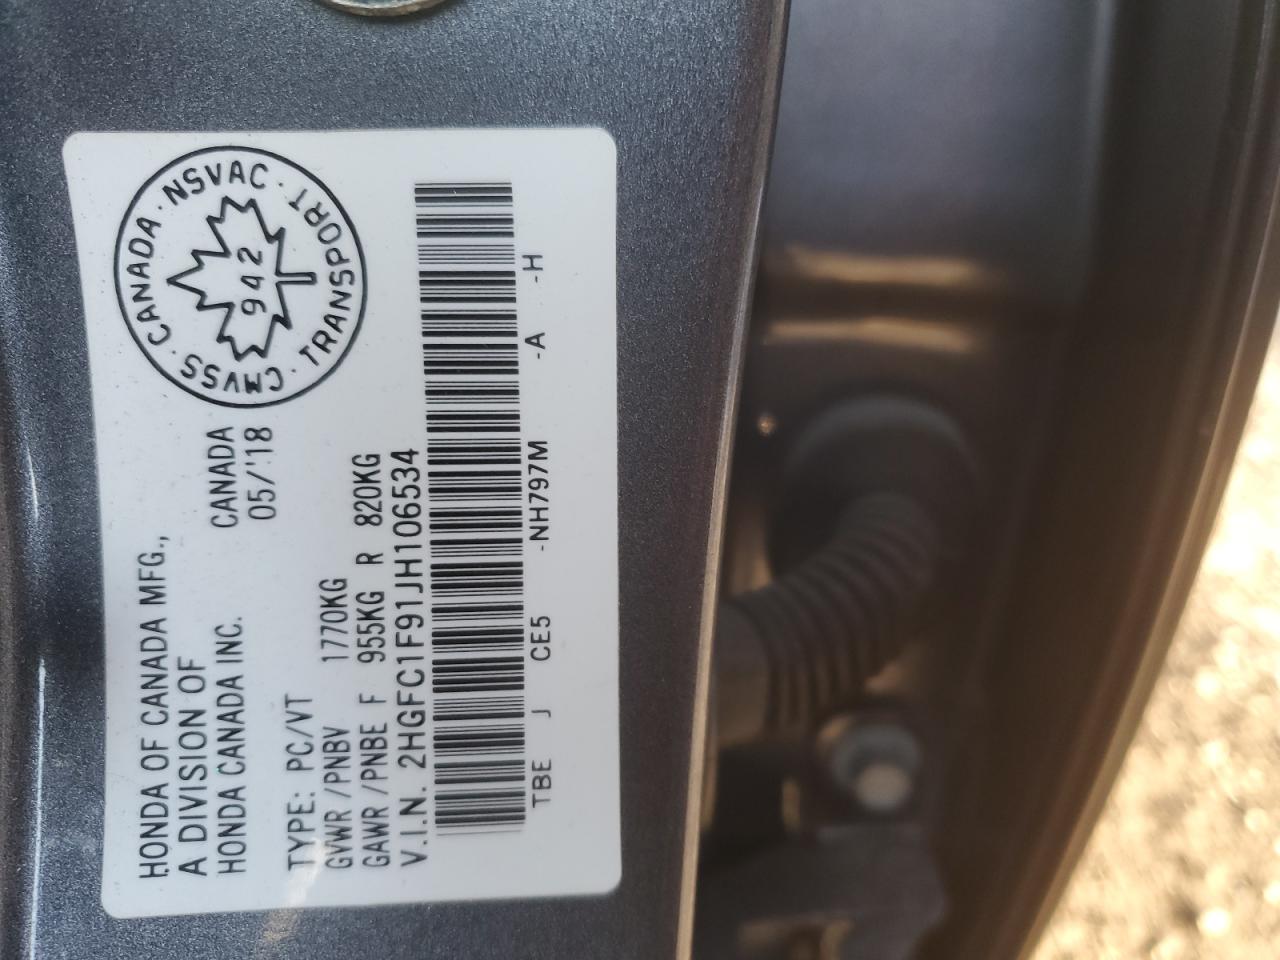 HONDA OF CANADA MFG.,
A DIVISION OF CANADA
HONDA CANADA INC. 05/'18
CMVSS · CANADA · NSVAC · TRANSPORT ·
942
TYPE: PC/VT
GVWR /PNBV 1770KG
GAWR /PNBE F 955KG R 820KG
V.I.N. 2HGFC1F91JH106534
TBE J CE5 -NH797M -A -H